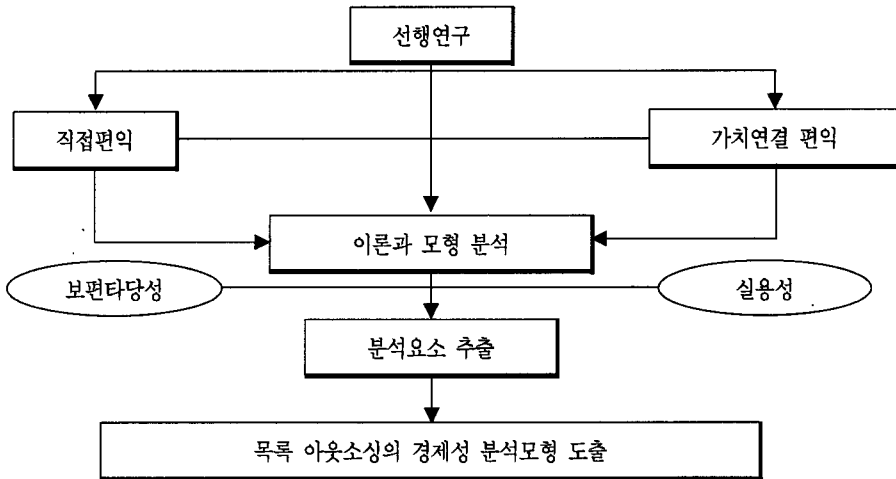 선행연구
직접편익
가치연결 편익
이론과 모형 분석
보편타당성
실용성
분석요소 추출
목록 아웃소싱의 경제성 분석모형 도출